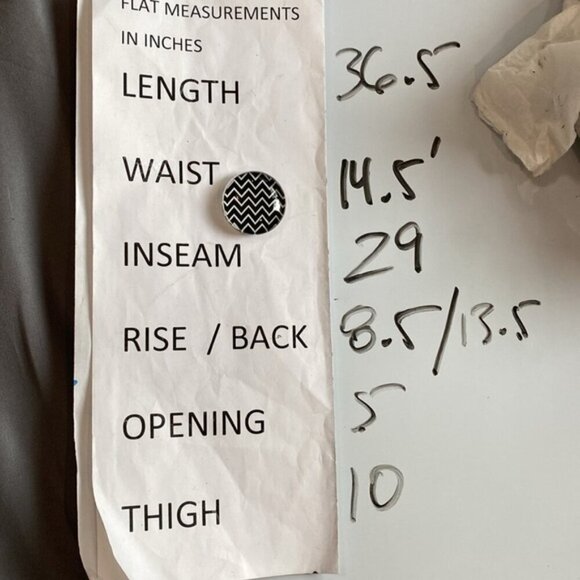 FLAT MEASUREMENTS
IN INCHES
LENGTH 36.5
WAIST 14.5'
INSEAM 29
RISE / BACK 8.5/13.5
OPENING 5
THIGH 10